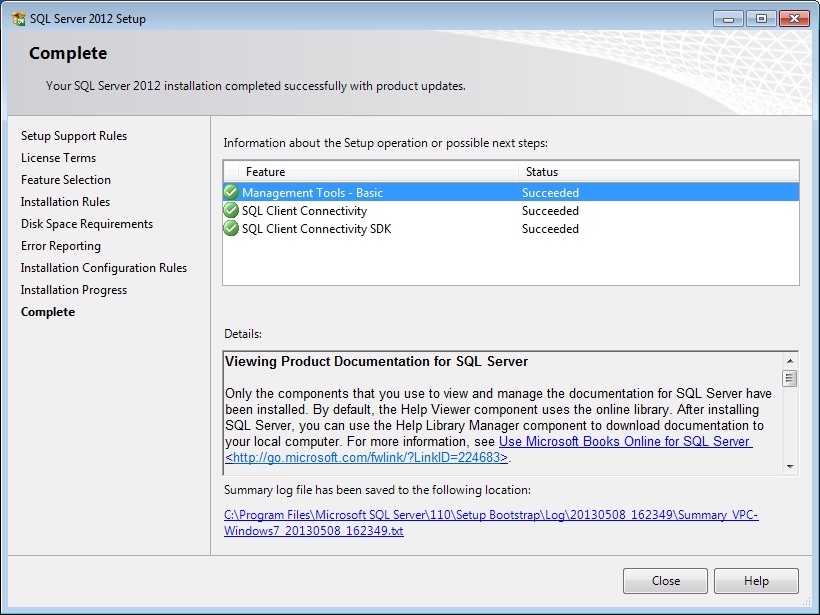 SQL Server 2012 Setup
Complete
Your SQL Server 2012 installation completed successfully with product updates.
Setup Support Rules
License Terms
Feature Selection
Installation Rules
Disk Space Requirements
Error Reporting
Installation Configuration Rules
Installation Progress
Complete
Information about the Setup operation or possible next steps:
Feature Status
Management Tools - Basic Succeeded
SQL Client Connectivity Succeeded
SQL Client Connectivity SDK Succeeded
Details:
Viewing Product Documentation for SQL Server
Only the components that you use to view and manage the documentation for SQL Server have
been installed. By default, the Help Viewer component uses the online library. After installing
SQL Server, you can use the Help Library Manager component to download documentation to
your local computer. For more information, see Use Microsoft Books Online for SQL Server
<http://go.microsoft.com/fwlink/?LinkID=224683>.
Summary log file has been saved to the following location:
C:\Program Files\Microsoft SQL Server\110\Setup Bootstrap\Log\20130508_162349\Summary_VPC-
Windows7_20130508_162349.txt
Close Help